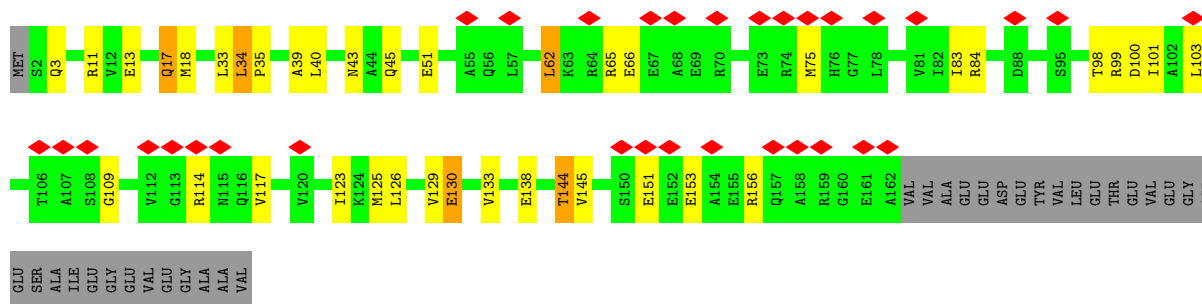 MET S2 Q3 R11 V12 E13 Q17 M18 L33 L34 P35 A39 L40 N43 A44 Q45 E51 A55 Q56 L57 L62 K63 R64 R65 E66 E67 A68 E69 R70 E73 R74 M75 H76 G77 L78 V81 I82 I83 R84 D88 S95 T98 R99 D100 I101 A102 L103
T106 A107 S108 G109 V112 G113 R114 N115 Q116 V117 V120 I123 K124 M125 L126 V129 E130 V133 E138 T144 V145 S150 E151 E152 E153 A154 E155 R156 Q157 A158 R159 G160 E161 A162 VAL VAL ALA GLU GLU ASP GLU TYR VAL LEU GLU THR GLU VAL GLU GLY
GLU SER ALA ILE GLU GLY GLU VAL GLU GLY ALA ALA VAL